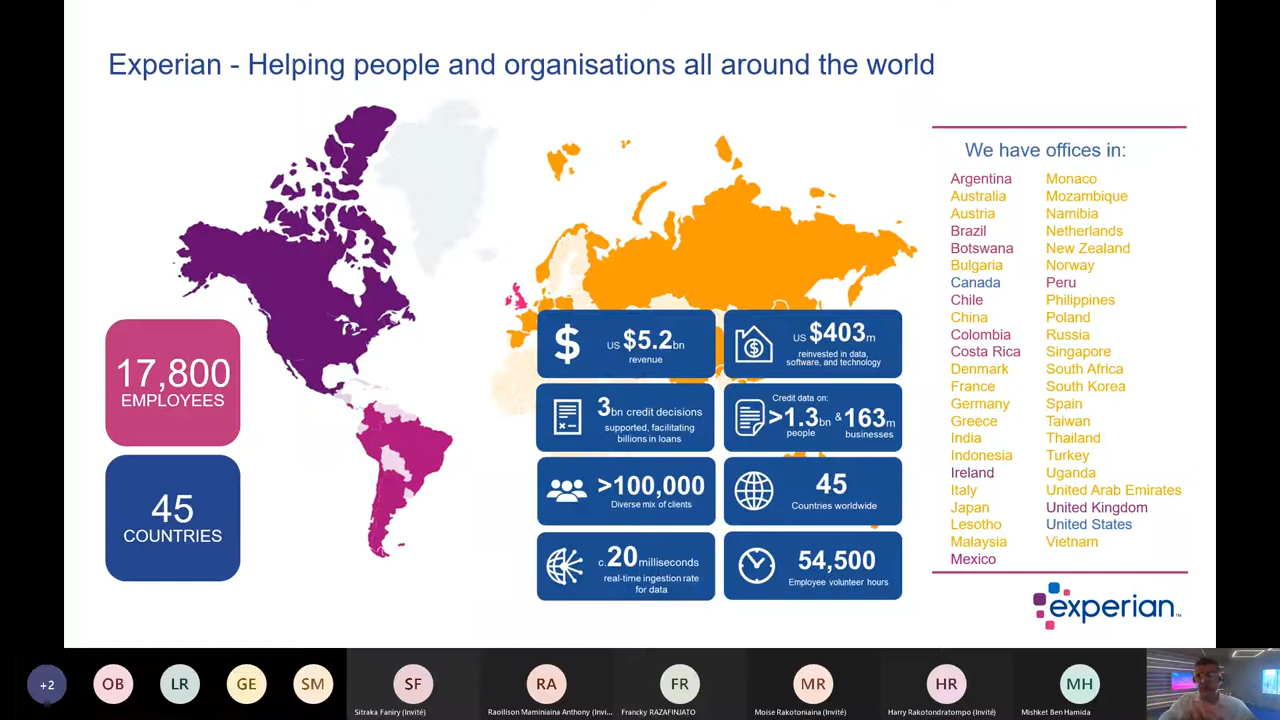 Experian - Helping people and organisations all around the world
17,800
EMPLOYEES
45
COUNTRIES
US $5.2bn
revenue
US $403m
reinvested in data,
software, and technology
3bn credit decisions
supported, facilitating
billions in loans
Credit data on:
>1.3bn & 163m
people businesses
>100,000
Diverse mix of clients
45
Countries worldwide
c.20 milliseconds
real-time ingestion rate
for data
54,500
Employee volunteer hours
We have offices in:
Argentina
Australia
Austria
Brazil
Botswana
Bulgaria
Canada
Chile
China
Colombia
Costa Rica
Denmark
France
Germany
Greece
India
Indonesia
Ireland
Italy
Japan
Lesotho
Malaysia
Mexico
Monaco
Mozambique
Namibia
Netherlands
New Zealand
Norway
Peru
Philippines
Poland
Russia
Singapore
South Africa
South Korea
Spain
Taiwan
Thailand
Turkey
Uganda
United Arab Emirates
United Kingdom
United States
Vietnam
experian™
+2
OB
LR
GE
SM
SF
Sitraka Faniry (Invité)
RA
Raoilison Maminiaina Anthony (Invi...
FR
Francky RAZAFINJATO
MR
Moise Rakotoniaina (Invité)
HR
Harry Rakotondratompo (Invité)
MH
Mishket Ben Hamida